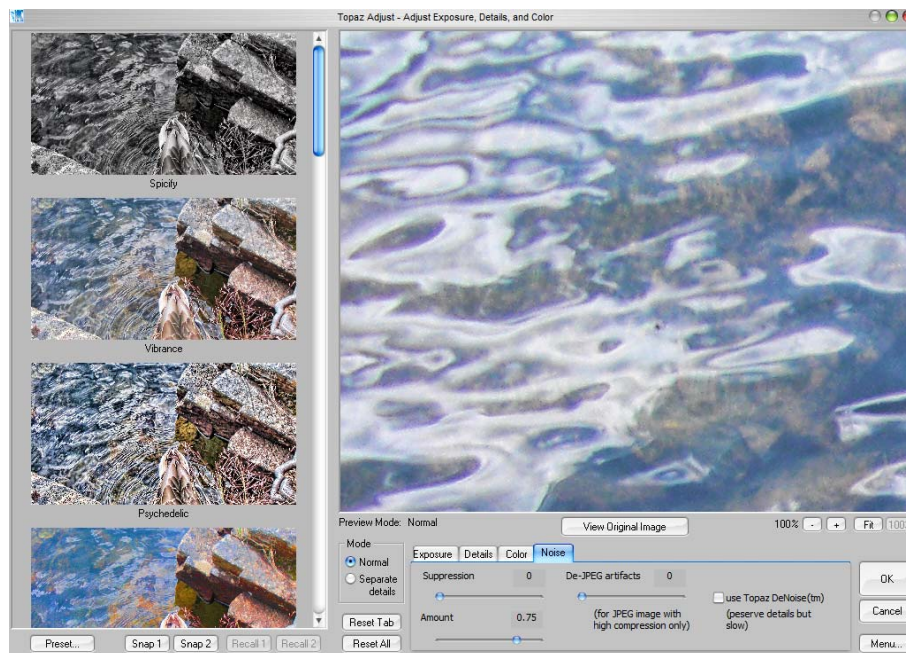 Topaz Adjust - Adjust Exposure, Details, and Color
Spicify
Vibrance
Psychedelic
Preset...
Snap 1
Snap 2
Recall 1
Recall 2
Preview Mode: Normal
View Original Image
100%
-
+
Fit
100%
Mode
Normal
Separate
details
Reset Tab
Reset All
Exposure
Details
Color
Noise
Suppression 0
Amount 0.75
De-JPEG artifacts 0
(for JPEG image with
high compression only)
use Topaz DeNoise(tm)
(peserve details but
slow)
OK
Cancel
Menu...